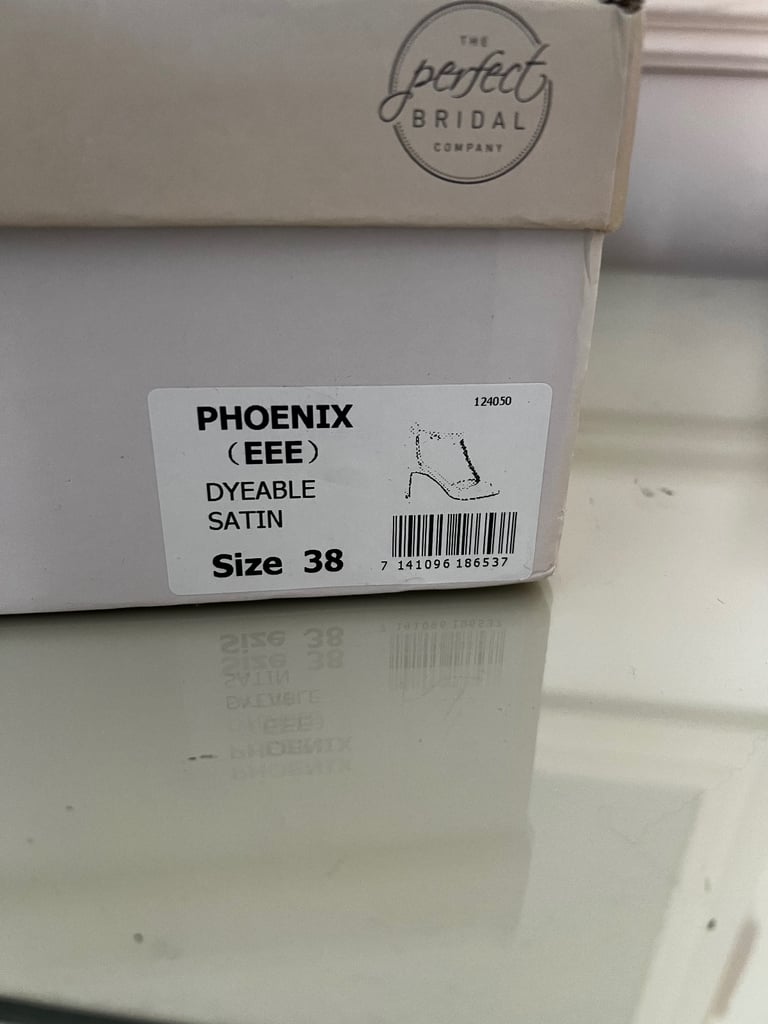 THE
perfect
BRIDAL
COMPANY
PHOENIX
（EEE）
DYEABLE
SATIN
Size 38
124050
7 141096 186537